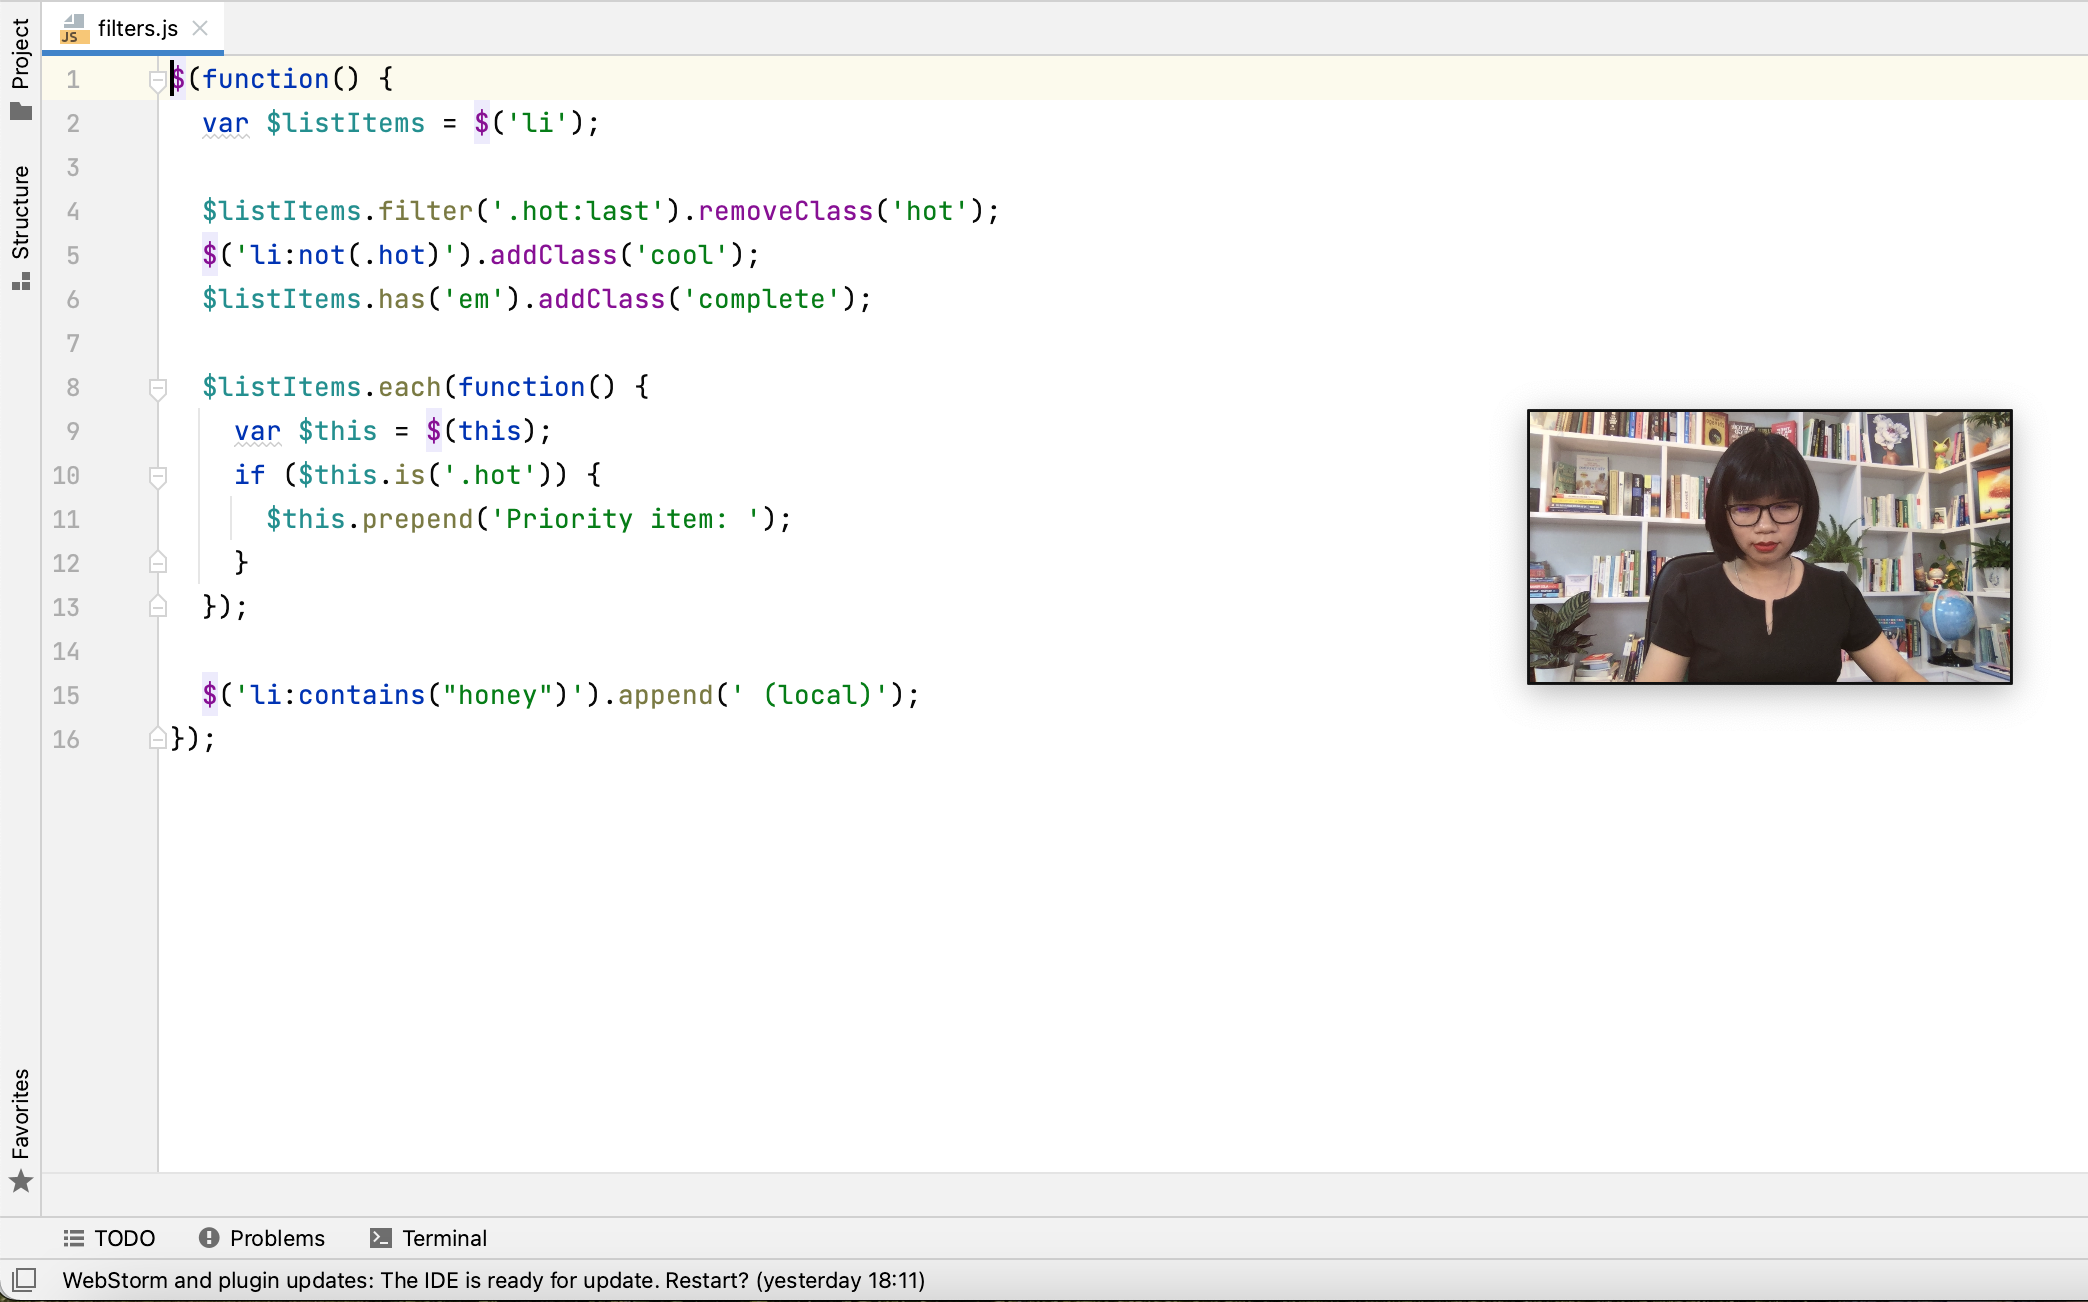 Project
Structure
Favorites
JS filters.js
1 $(function() {
2   var $listItems = $('li');
3
4   $listItems.filter('.hot:last').removeClass('hot');
5   $('li:not(.hot)').addClass('cool');
6   $listItems.has('em').addClass('complete');
7
8   $listItems.each(function() {
9     var $this = $(this);
10     if ($this.is('.hot')) {
11       $this.prepend('Priority item: ');
12     }
13   });
14
15   $('li:contains("honey")').append(' (local)');
16 });
TODO Problems Terminal
WebStorm and plugin updates: The IDE is ready for update. Restart? (yesterday 18:11)